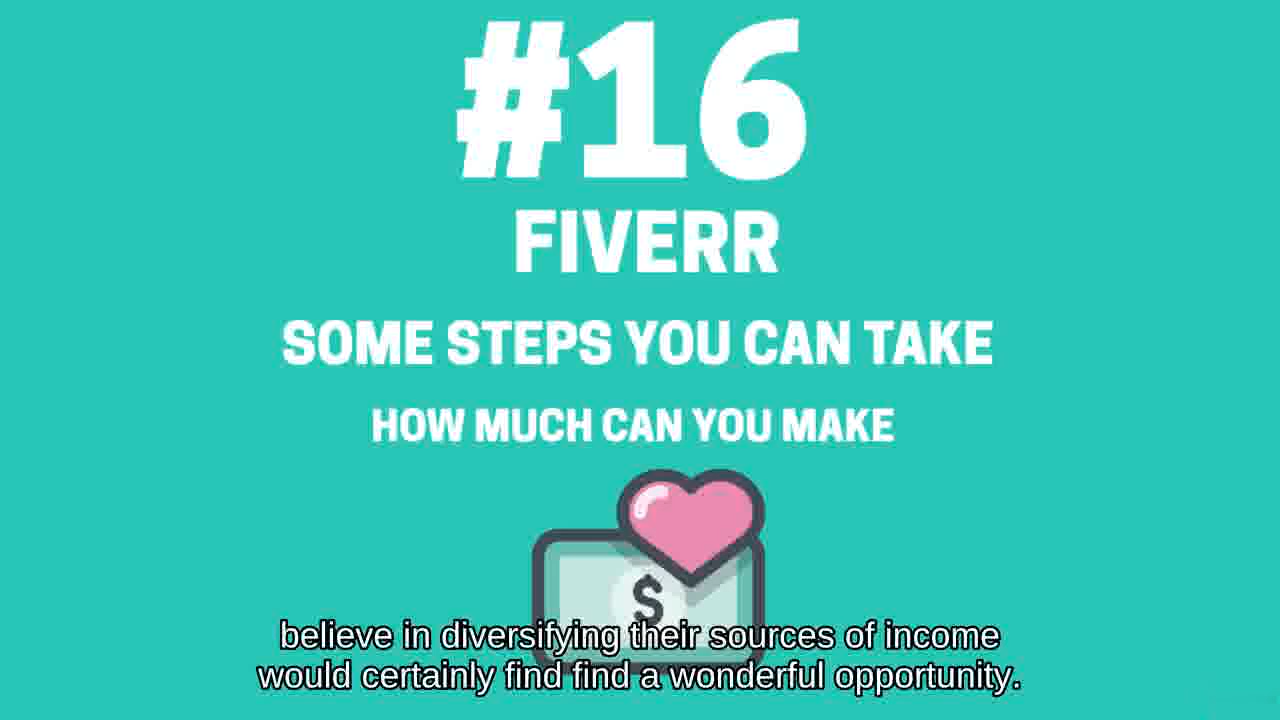 #16
FIVERR
SOME STEPS YOU CAN TAKE
HOW MUCH CAN YOU MAKE
$
believe in diversifying their sources of income
would certainly find find a wonderful opportunity.